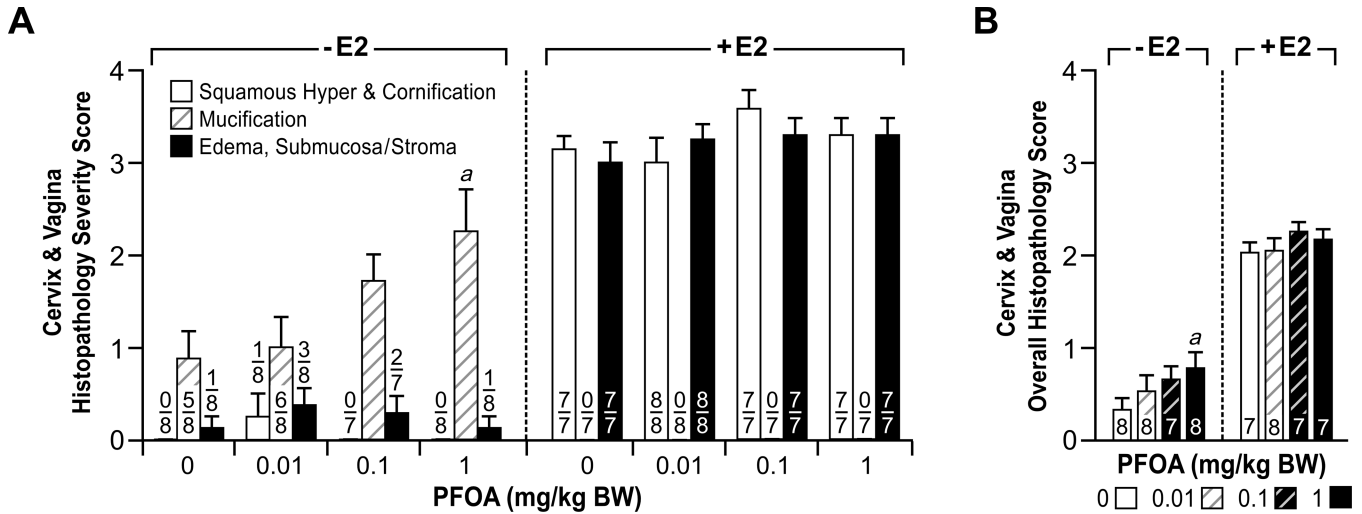 A
- E2
+ E2
4
3
2
1
0
Cervix & Vagina
Histopathology Severity Score
Squamous Hyper & Cornification
Mucification
Edema, Submucosa/Stroma
a
0/8 5/8 1/8 1/8 6/8 3/8 0/7 2/7 0/8 1/8 7/7 0/7 7/7 8/8 0/8 8/8 7/7 0/7 7/7 7/7 0/7 7/7
0 0.01 0.1 1 0 0.01 0.1 1
PFOA (mg/kg BW)
B
- E2
+ E2
4
3
2
1
0
Cervix & Vagina
Overall Histopathology Score
a
8 8 7 8 7 8 7 7
PFOA (mg/kg BW)
0 0.01 0.1 1